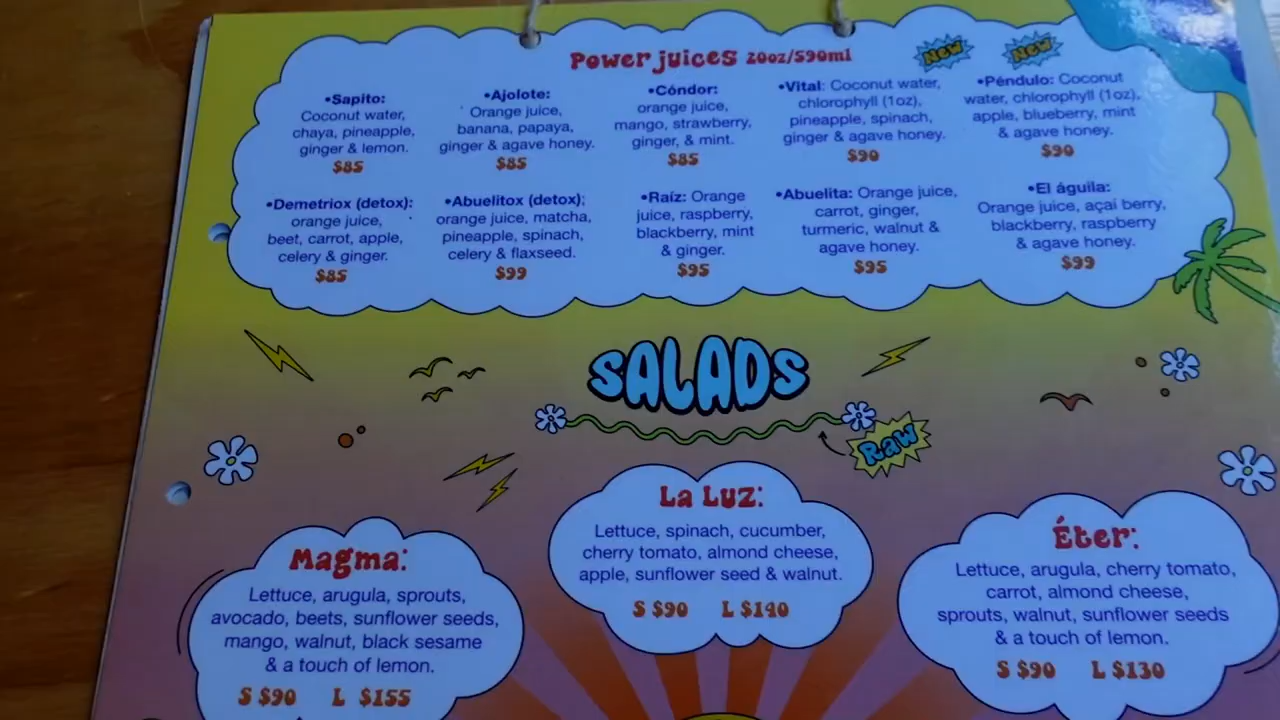 Power juices 20oz/590ml
New
New
•Sapito:
Coconut water,
chaya, pineapple,
ginger & lemon.
$85
•Ajolote:
Orange juice,
banana, papaya,
ginger & agave honey.
$85
•Cóndor:
orange juice,
mango, strawberry,
ginger, & mint.
$85
•Vital: Coconut water,
chlorophyll (1oz),
pineapple, spinach,
ginger & agave honey.
$90
•Péndulo: Coconut
water, chlorophyll (1oz),
apple, blueberry, mint
& agave honey.
$90
•Demetriox (detox):
orange juice,
beet, carrot, apple,
celery & ginger.
$85
•Abuelitox (detox):
orange juice, matcha,
pineapple, spinach,
celery & flaxseed.
$99
•Raíz: Orange
juice, raspberry,
blackberry, mint
& ginger.
$95
•Abuelita: Orange juice,
carrot, ginger,
turmeric, walnut &
agave honey.
$95
•El águila:
Orange juice, açaí berry,
blackberry, raspberry
& agave honey.
$99
SALADS
Raw
Magma:
Lettuce, arugula, sprouts,
avocado, beets, sunflower seeds,
mango, walnut, black sesame
& a touch of lemon.
S $90 L $155
La Luz:
Lettuce, spinach, cucumber,
cherry tomato, almond cheese,
apple, sunflower seed & walnut.
S $90 L $140
Éter:
Lettuce, arugula, cherry tomato,
carrot, almond cheese,
sprouts, walnut, sunflower seeds
& a touch of lemon.
S $90 L $130